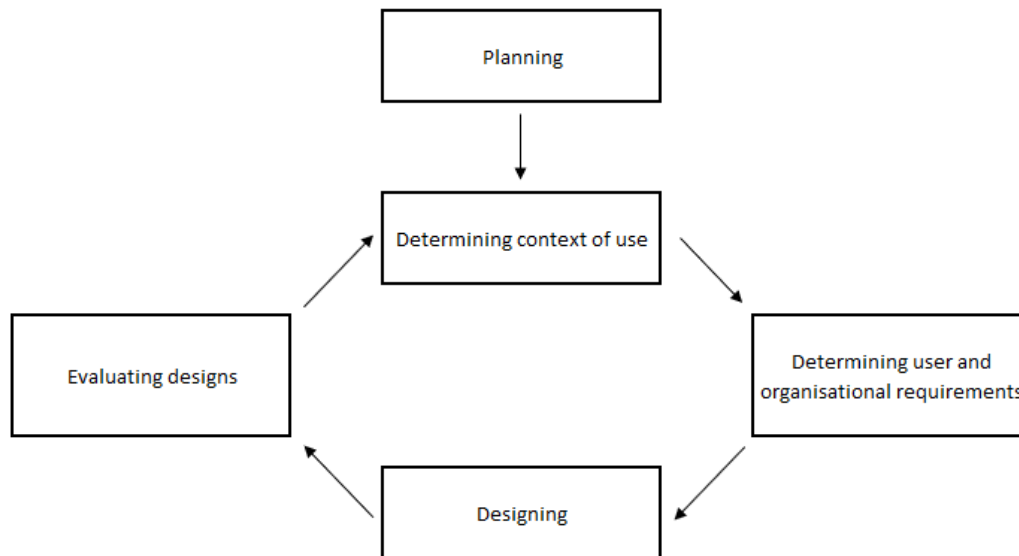 Planning
Determining context of use
Evaluating designs
Determining user and
organisational requirements
Designing